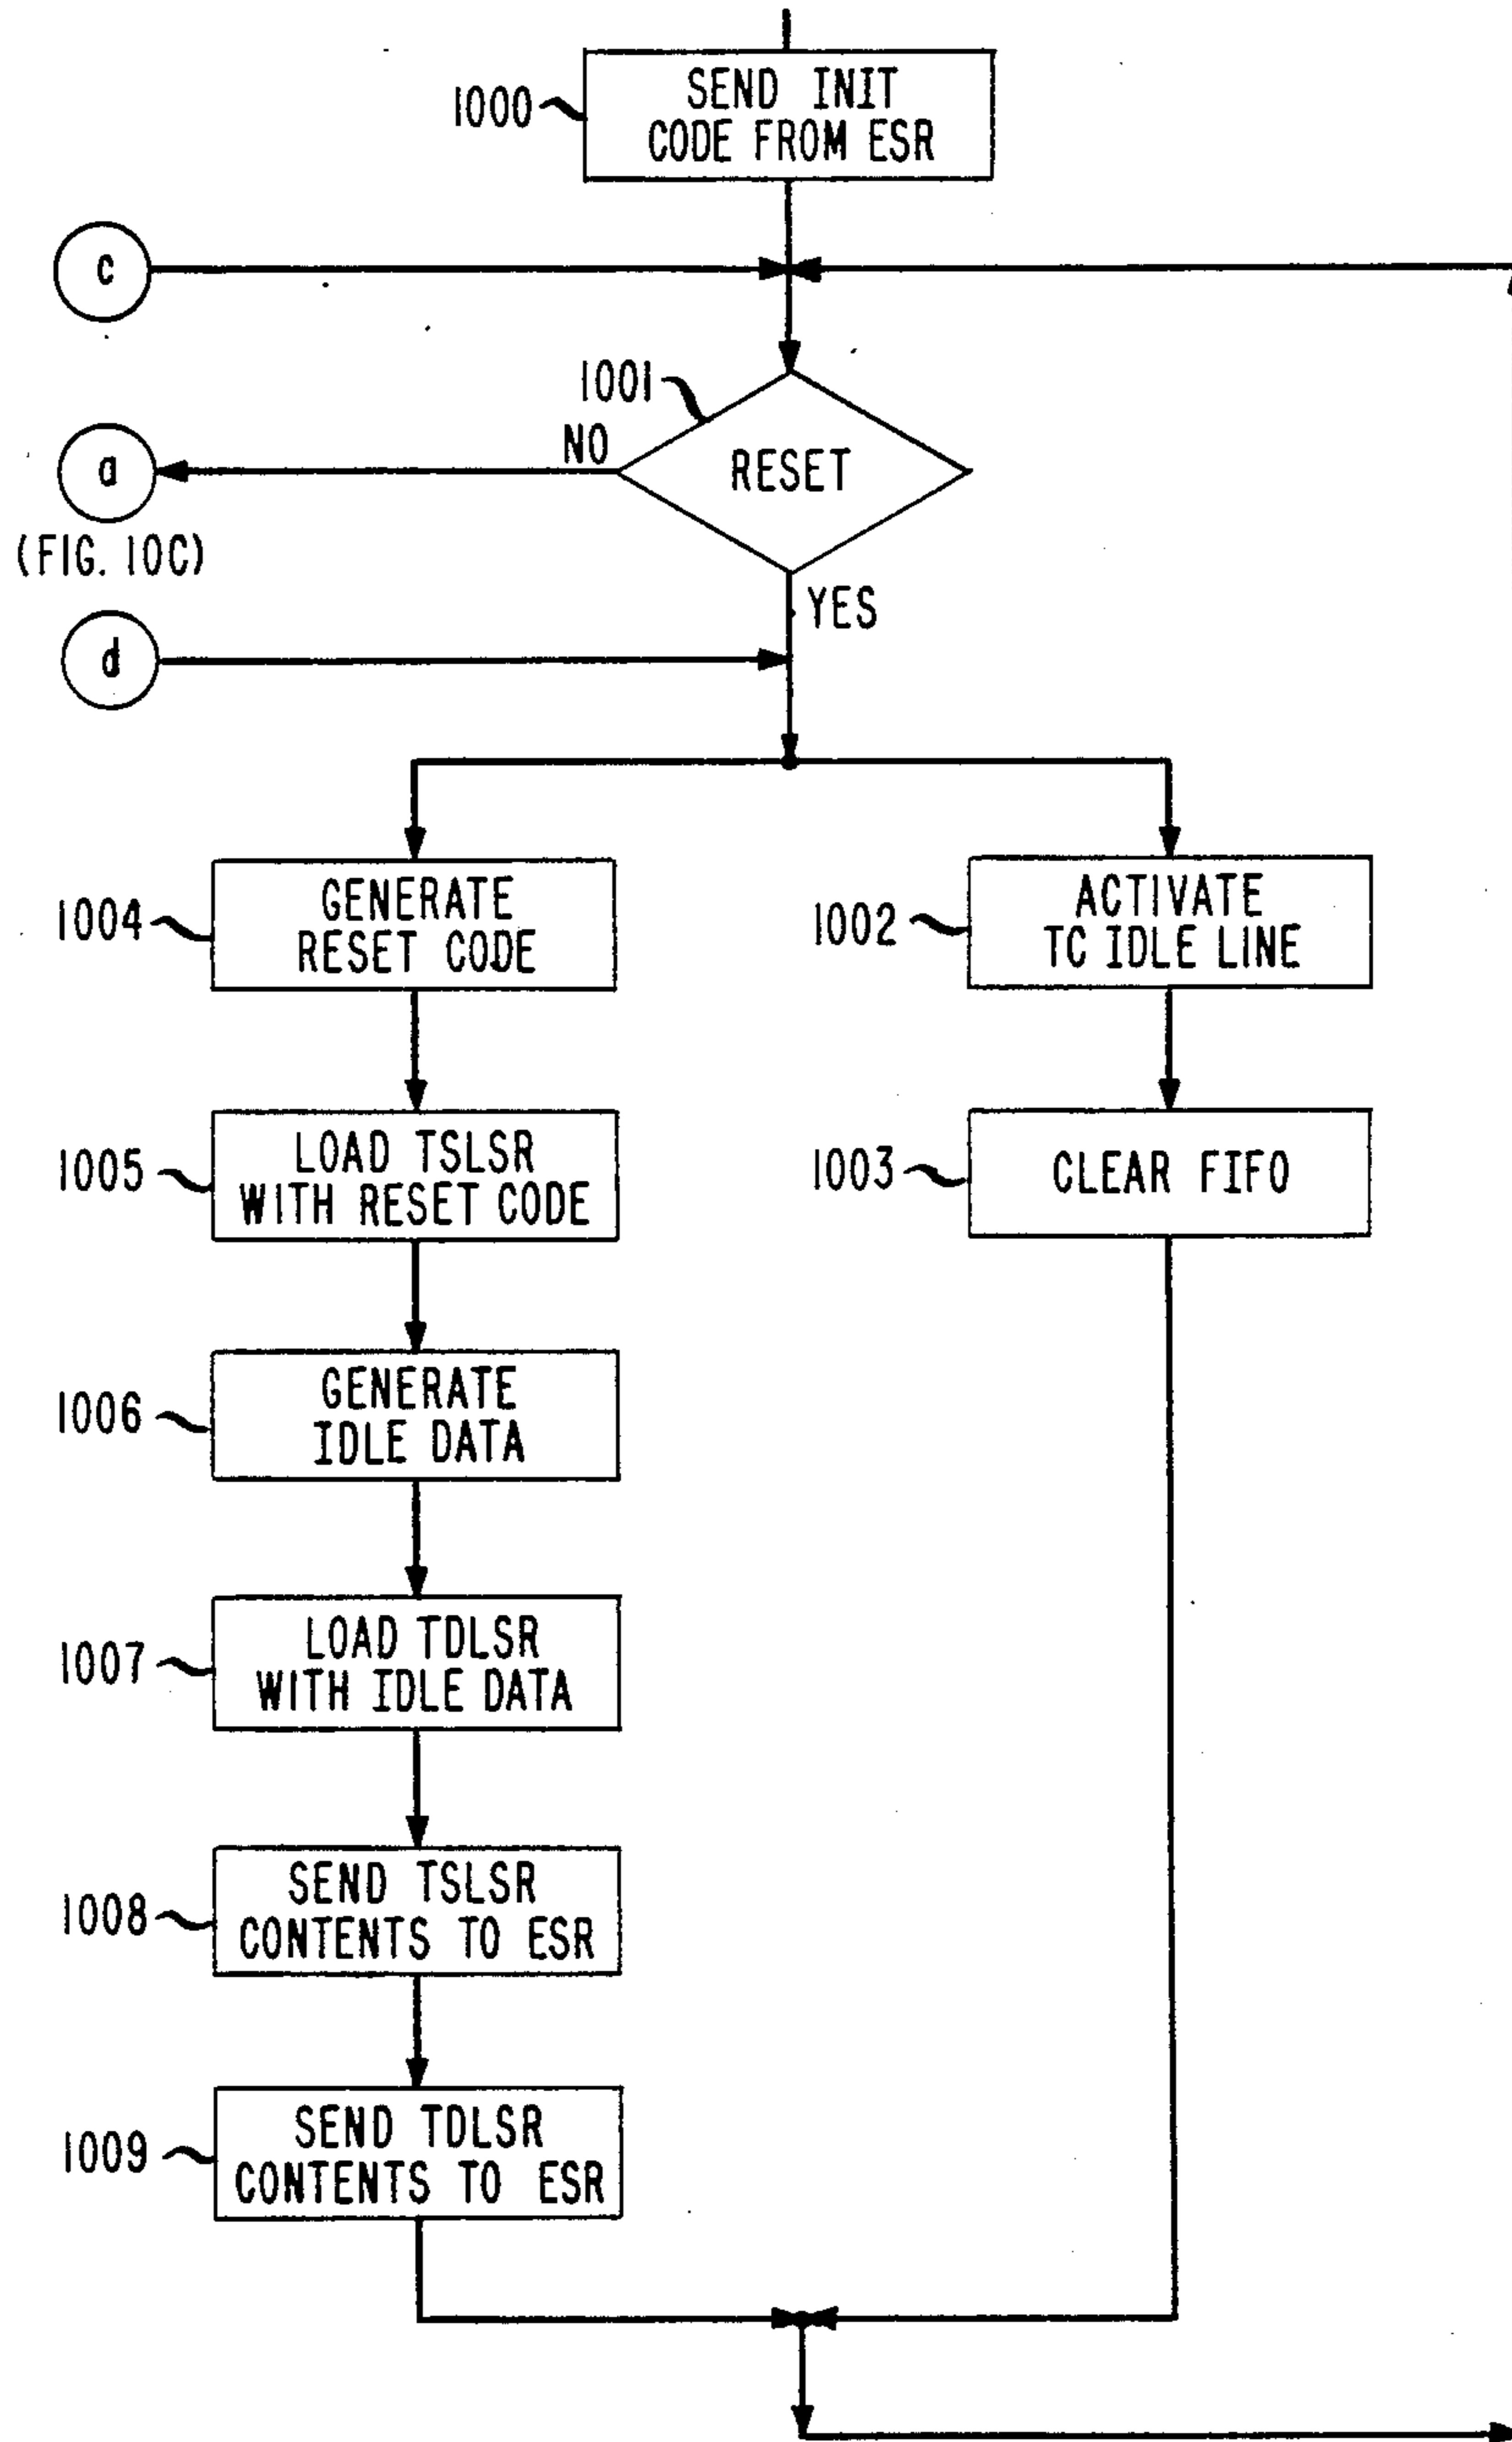 1000
SEND INIT
CODE FROM ESR
c
1001
NO
RESET
a
(FIG. 10C)
YES
d
1004
GENERATE
RESET CODE
1002
ACTIVATE
TC IDLE LINE
1005
LOAD TSLSR
WITH RESET CODE
1003
CLEAR FIFO
1006
GENERATE
IDLE DATA
1007
LOAD TDLSR
WITH IDLE DATA
1008
SEND TSLSR
CONTENTS TO ESR
1009
SEND TDLSR
CONTENTS TO ESR